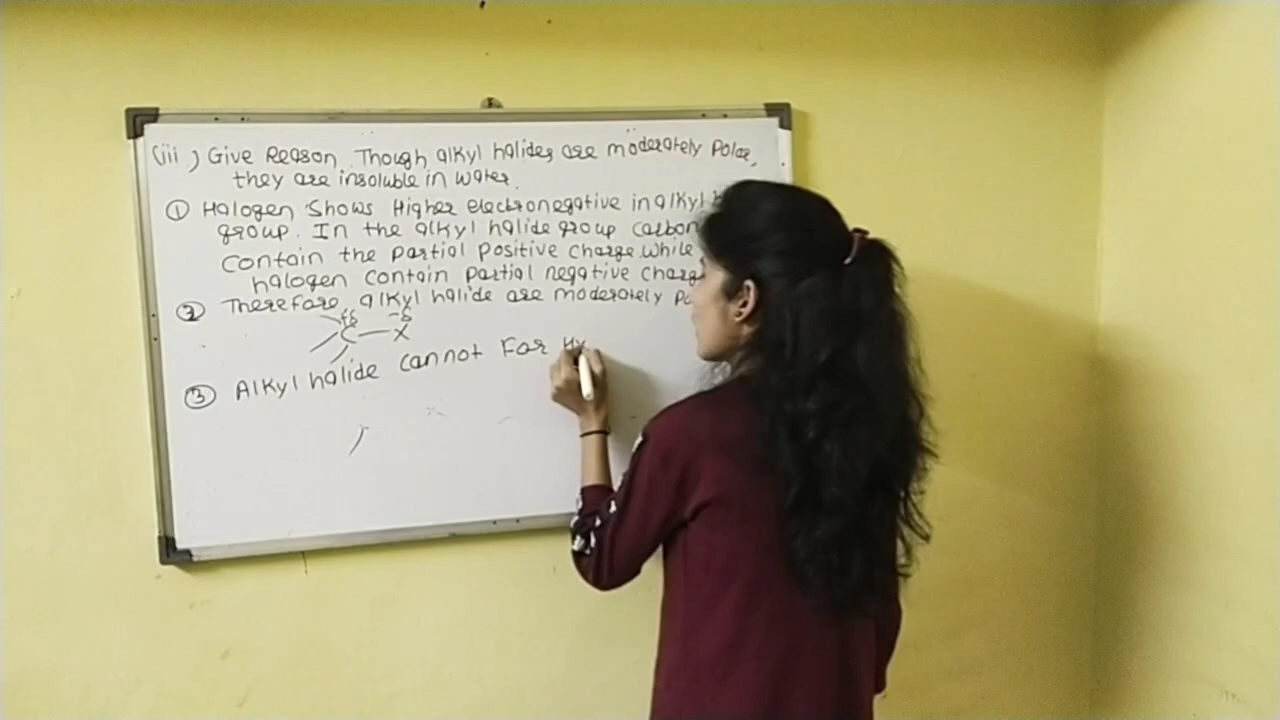 (iii) Give Reason. Though alkyl halides are moderately Polar,
they are insoluble in water.
① Halogen Shows Higher electronegative in alkyl
group. In the alkyl halide group carbon
contain the partial positive charge while
halogen contain partial negative
② Therefore, alkyl halide are moderately
+δ -δ
C — X
③ Alkyl halide cannot For Hy